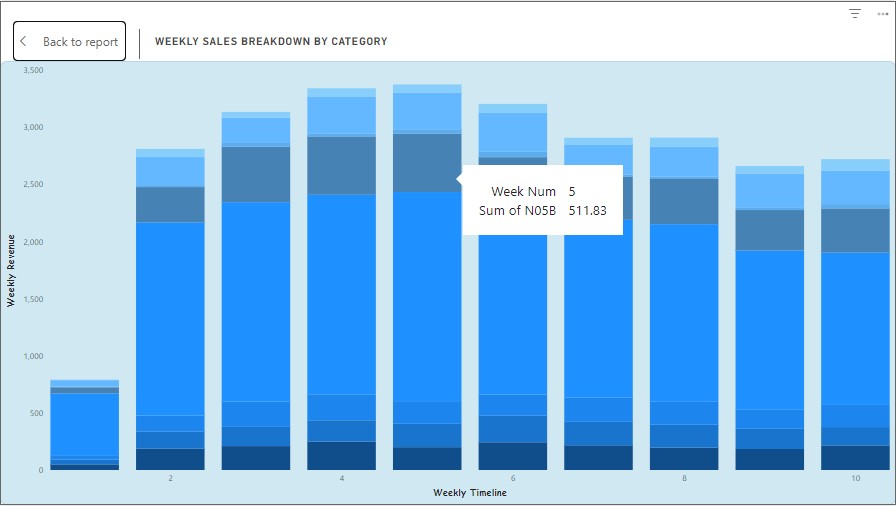 Back to report
WEEKLY SALES BREAKDOWN BY CATEGORY
3,500
3,000
2,500
2,000
1,500
1,000
500
0
Weekly Revenue
Week Num 5
Sum of N05B 511.83
2 4 6 8 10
Weekly Timeline